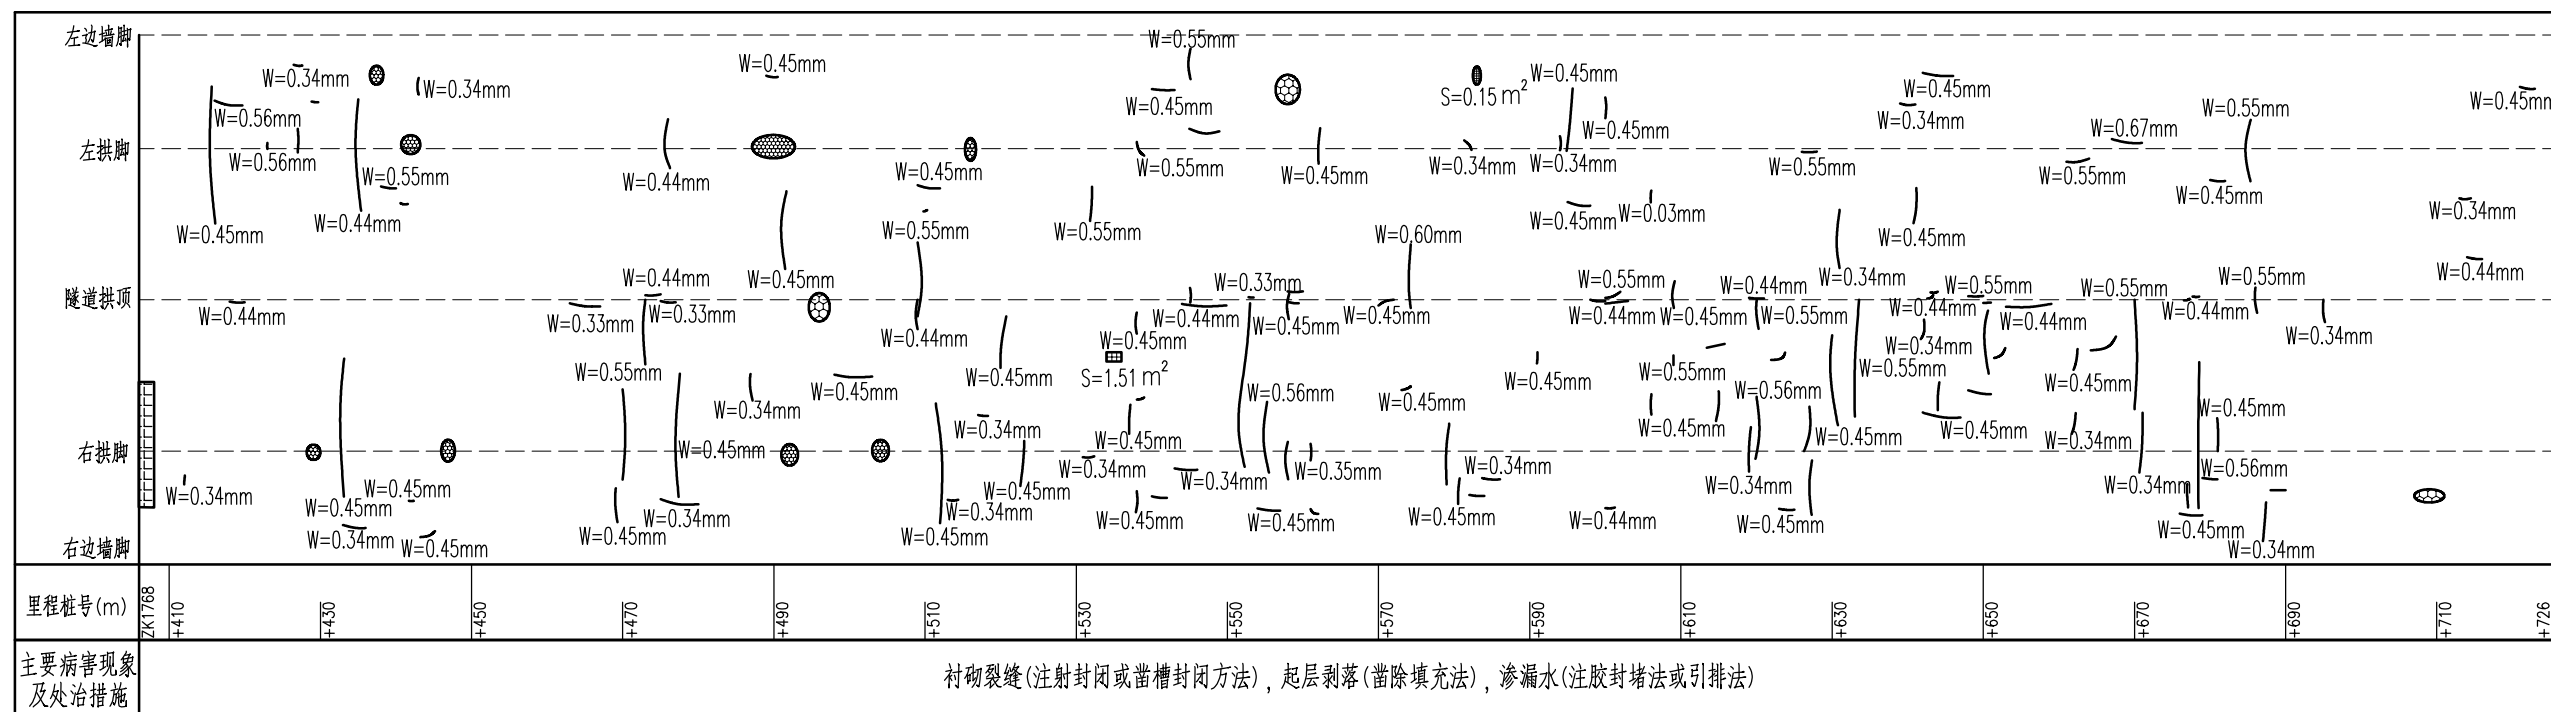 左边墙脚
W=0.55mm
W=0.34mm
W=0.34mm
W=0.45mm
W=0.45mm
S=0.15 m²
W=0.45mm
W=0.45mm
W=0.45mm
W=0.56mm
W=0.45mm
W=0.34mm
W=0.55mm
W=0.67mm
左拱脚
W=0.56mm
W=0.55mm
W=0.44mm
W=0.45mm
W=0.55mm
W=0.45mm
W=0.34mm
W=0.34mm
W=0.55mm
W=0.55mm
W=0.45mm
W=0.45mm
W=0.44mm
W=0.55mm
W=0.55mm
W=0.60mm
W=0.45mm
W=0.03mm
W=0.45mm
W=0.34mm
W=0.44mm
W=0.45mm
W=0.33mm
W=0.55mm
W=0.44mm
W=0.34mm
W=0.55mm
W=0.55mm
W=0.55mm
W=0.44mm
隧道拱顶
W=0.44mm
W=0.33mm
W=0.33mm
W=0.44mm
W=0.45mm
W=0.44mm
W=0.45mm
W=0.45mm
W=0.44mm
W=0.45mm
W=0.55mm
W=0.44mm
W=0.44mm
W=0.44mm
W=0.34mm
W=0.55mm
W=0.34mm
W=0.45mm
W=0.45mm
S=1.51 m²
W=0.56mm
W=0.45mm
W=0.45mm
W=0.55mm
W=0.56mm
W=0.55mm
W=0.34mm
W=0.45mm
W=0.45mm
右拱脚
W=0.45mm
W=0.34mm
W=0.45mm
W=0.45mm
W=0.45mm
W=0.45mm
W=0.34mm
W=0.34mm
W=0.45mm
W=0.45mm
W=0.45mm
W=0.34mm
W=0.34mm
W=0.34mm
W=0.35mm
W=0.34mm
W=0.34mm
W=0.34mm
W=0.56mm
W=0.34mm
W=0.45mm
W=0.34mm
W=0.45mm
W=0.45mm
W=0.45mm
W=0.45mm
W=0.44mm
W=0.45mm
W=0.45mm
W=0.34mm
右边墙脚
里程桩号(m)
ZK1768
+410
+430
+450
+470
+490
+510
+530
+550
+570
+590
+610
+630
+650
+670
+690
+710
+726
主要病害现象
及处治措施
衬砌裂缝(注射封闭或凿槽封闭方法)，起层剥落(凿除填充法)，渗漏水(注胶封堵法或引排法)